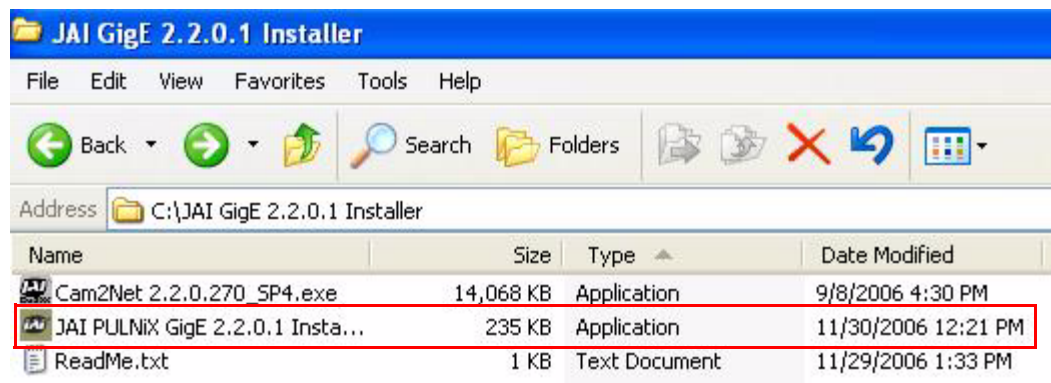 JAI GigE 2.2.0.1 Installer
File Edit View Favorites Tools Help
Back Search Folders
Address C:\JAI GigE 2.2.0.1 Installer
Name Size Type Date Modified
Cam2Net 2.2.0.270_SP4.exe 14,068 KB Application 9/8/2006 4:30 PM
JAI PULNiX GigE 2.2.0.1 Insta... 235 KB Application 11/30/2006 12:21 PM
ReadMe.txt 1 KB Text Document 11/29/2006 1:33 PM